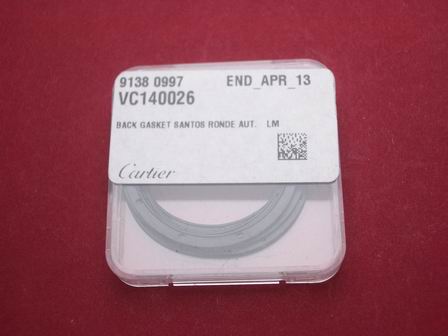 9138 0997 END_APR_13
VC140026
BACK GASKET SANTOS RONDE AUT. LM
Cartier